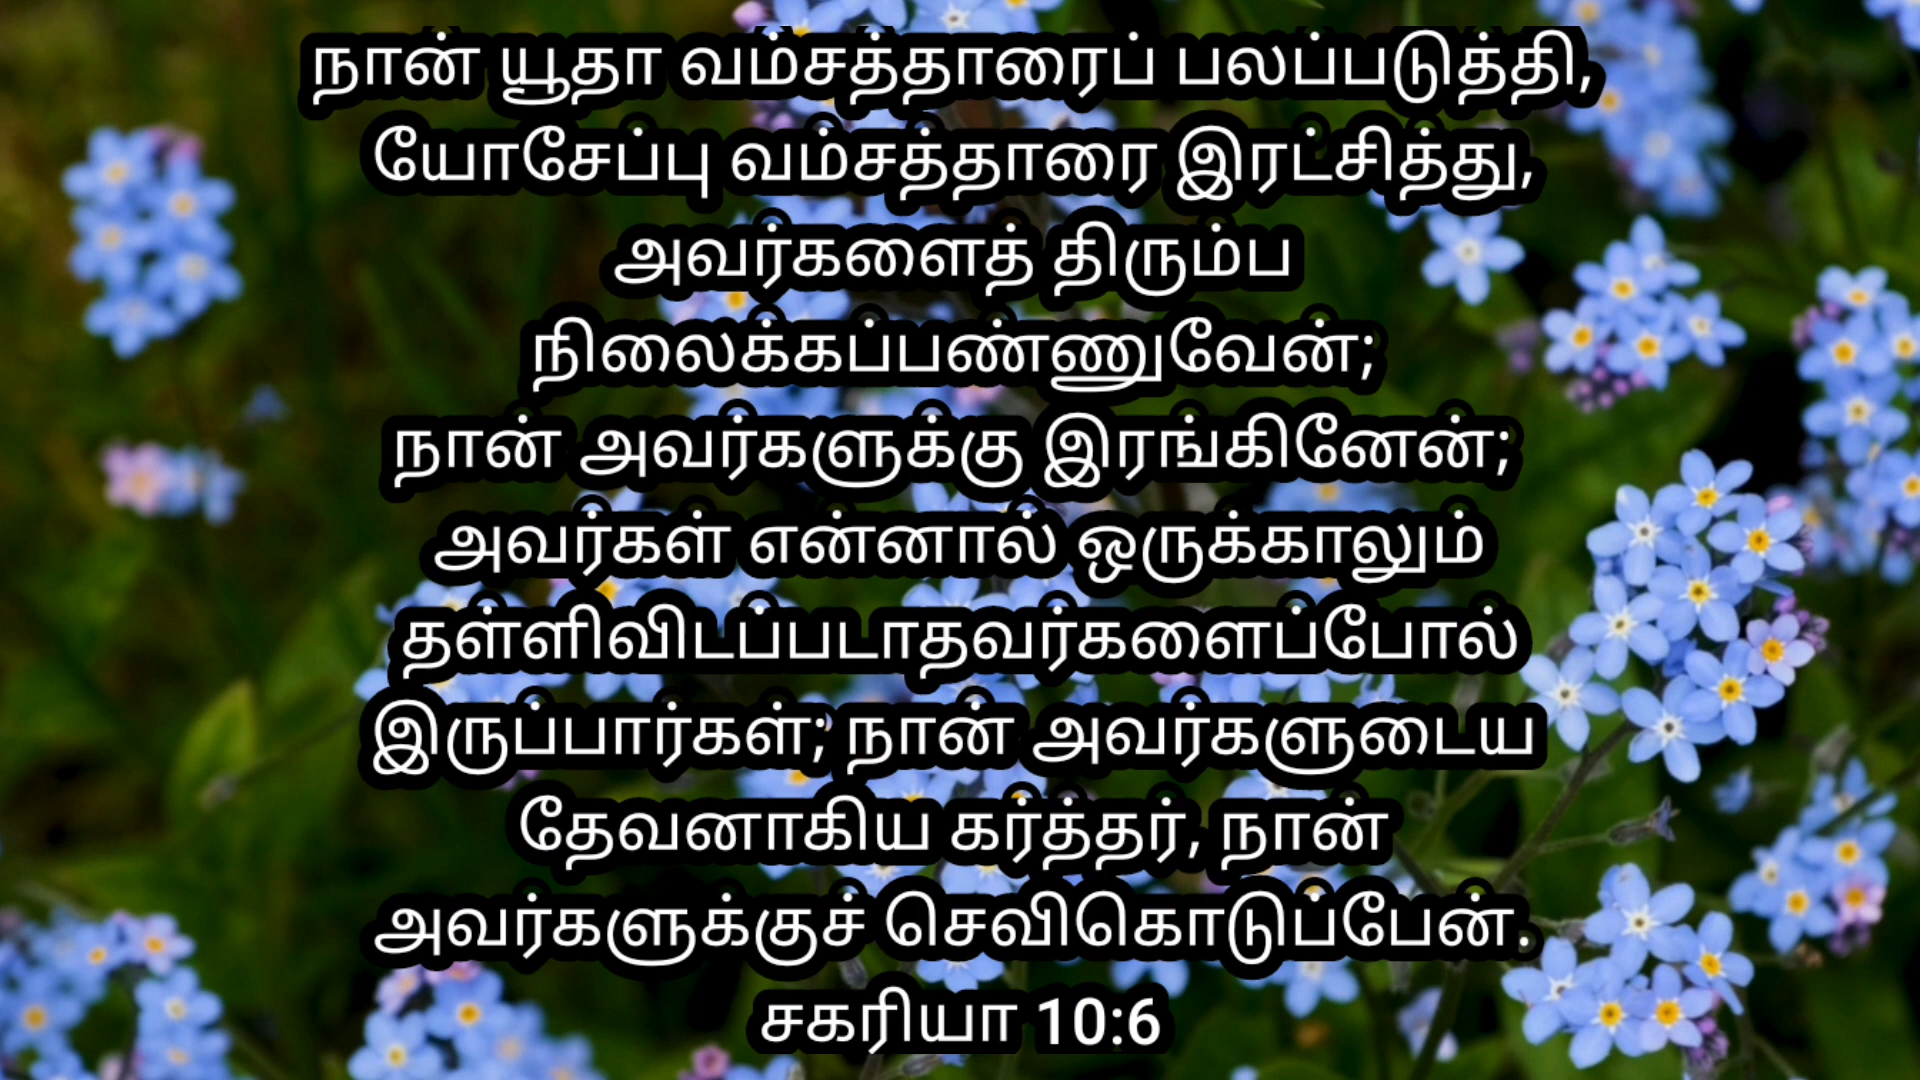 நான் யூதா வம்சத்தாரைப் பலப்படுத்தி,
யோசேப்பு வம்சத்தாரை இரட்சித்து,
அவர்களைத் திரும்ப
நிலைக்கப்பண்ணுவேன்;
நான் அவர்களுக்கு இரங்கினேன்;
அவர்கள் என்னால் ஒருக்காலும்
தள்ளிவிடப்படாதவர்களைப்போல்
இருப்பார்கள்; நான் அவர்களுடைய
தேவனாகிய கர்த்தர், நான்
அவர்களுக்குச் செவிகொடுப்பேன்.
சகரியா 10:6